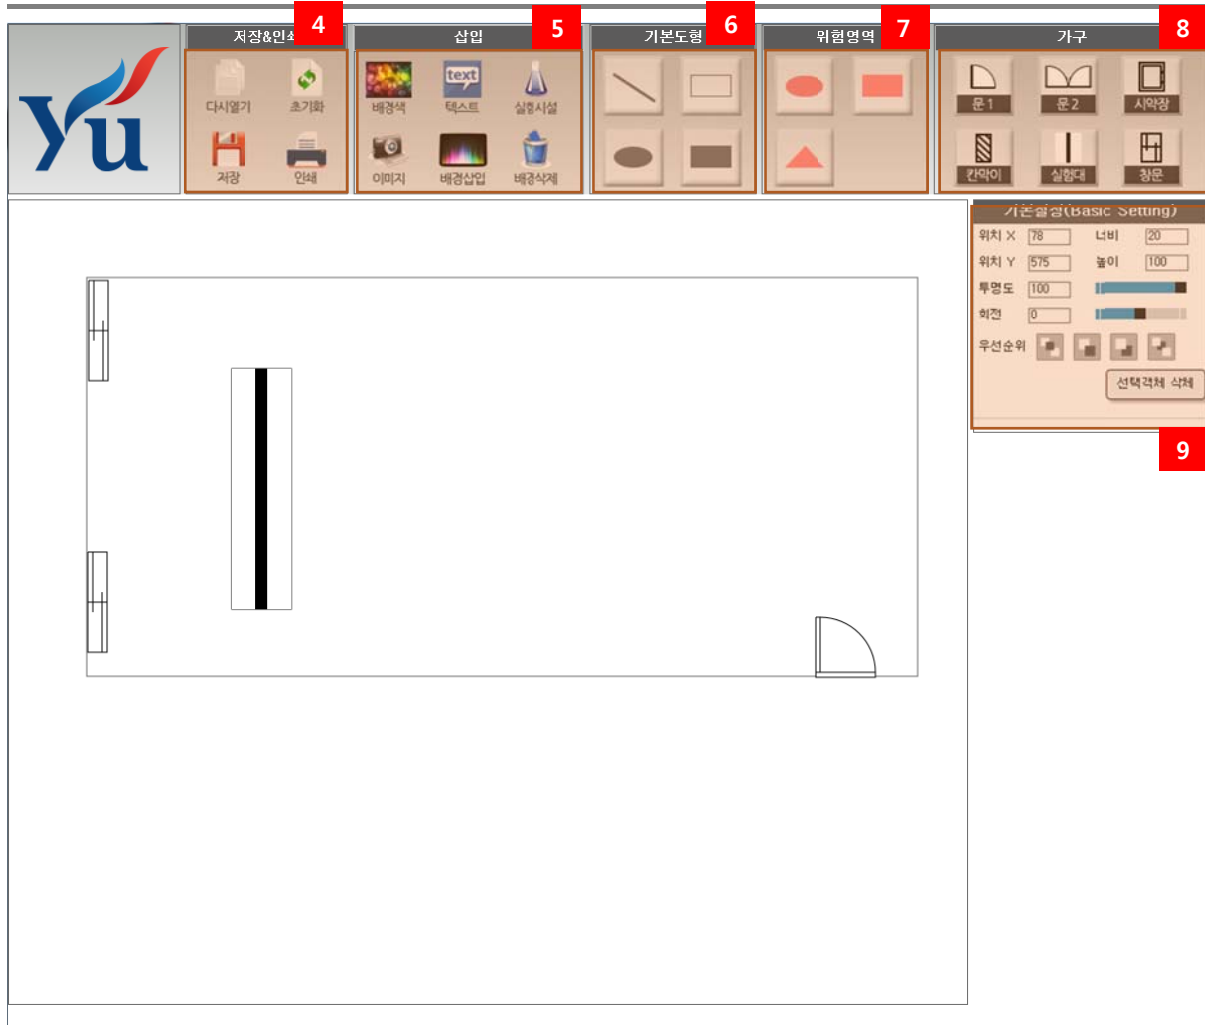 저장&인쇄 4
삽입 5
기본도형 6
위험영역 7
가구 8
다시열기 초기화
배경색 text 텍스트 실험시설
문1 문2 시약장
저장 인쇄
이미지 배경삽입 배경삭제
칸막이 실험대 창문
Yu
기본설정(Basic Setting)
위치 X 78 너비 20
위치 Y 575 높이 100
투명도 100
회전 0
우선순위
선택객체 삭제
9